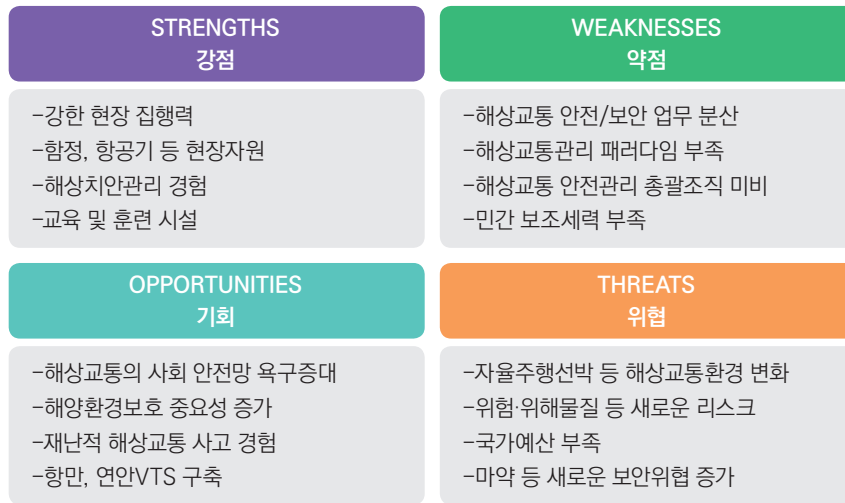 STRENGTHS
강점
-강한 현장 집행력
-함정, 항공기 등 현장자원
-해상치안관리 경험
-교육 및 훈련 시설
WEAKNESSES
약점
-해상교통 안전/보안 업무 분산
-해상교통관리 패러다임 부족
-해상교통 안전관리 총괄조직 미비
-민간 보조세력 부족
OPPORTUNITIES
기회
-해상교통의 사회 안전망 욕구증대
-해양환경보호 중요성 증가
-재난적 해상교통 사고 경험
-항만, 연안VTS 구축
THREATS
위협
-자율주행선박 등 해상교통환경 변화
-위험·위해물질 등 새로운 리스크
-국가예산 부족
-마약 등 새로운 보안위협 증가